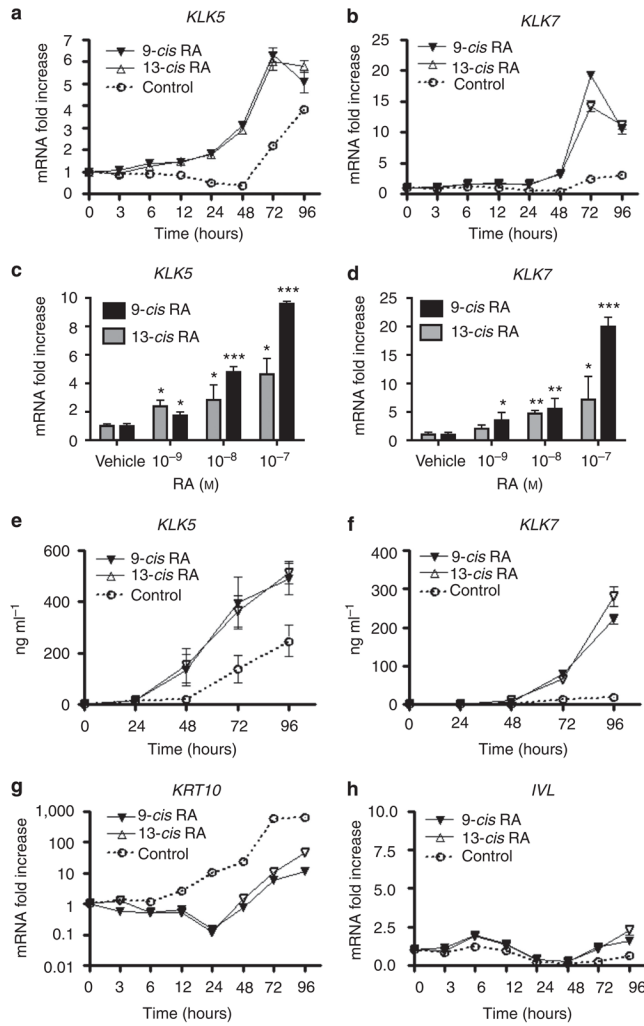 a
KLK5
mRNA fold increase
7
6
5
4
3
2
1
0
9-cis RA
13-cis RA
Control
0 3 6 12 24 48 72 96
Time (hours)
b
KLK7
mRNA fold increase
25
20
15
10
5
0
9-cis RA
13-cis RA
Control
0 3 6 12 24 48 72 96
Time (hours)
c
KLK5
mRNA fold increase
10
8
6
4
2
0
9-cis RA
13-cis RA
* * * *** * ***
Vehicle 10⁻⁹ 10⁻⁸ 10⁻⁷
RA (M)
d
KLK7
mRNA fold increase
25
20
15
10
5
0
9-cis RA
13-cis RA
* ** ** * ***
Vehicle 10⁻⁹ 10⁻⁸ 10⁻⁷
RA (M)
e
KLK5
ng ml⁻¹
600
400
200
0
9-cis RA
13-cis RA
Control
0 24 48 72 96
Time (hours)
f
KLK7
ng ml⁻¹
400
300
200
100
0
9-cis RA
13-cis RA
Control
0 24 48 72 96
Time (hours)
g
KRT10
mRNA fold increase
1,000
100
10
1
0.1
0.01
9-cis RA
13-cis RA
Control
0 3 6 12 24 48 72 96
Time (hours)
h
IVL
mRNA fold increase
10.0
7.5
5.0
2.5
0.0
9-cis RA
13-cis RA
Control
0 3 6 12 24 48 72 96
Time (hours)